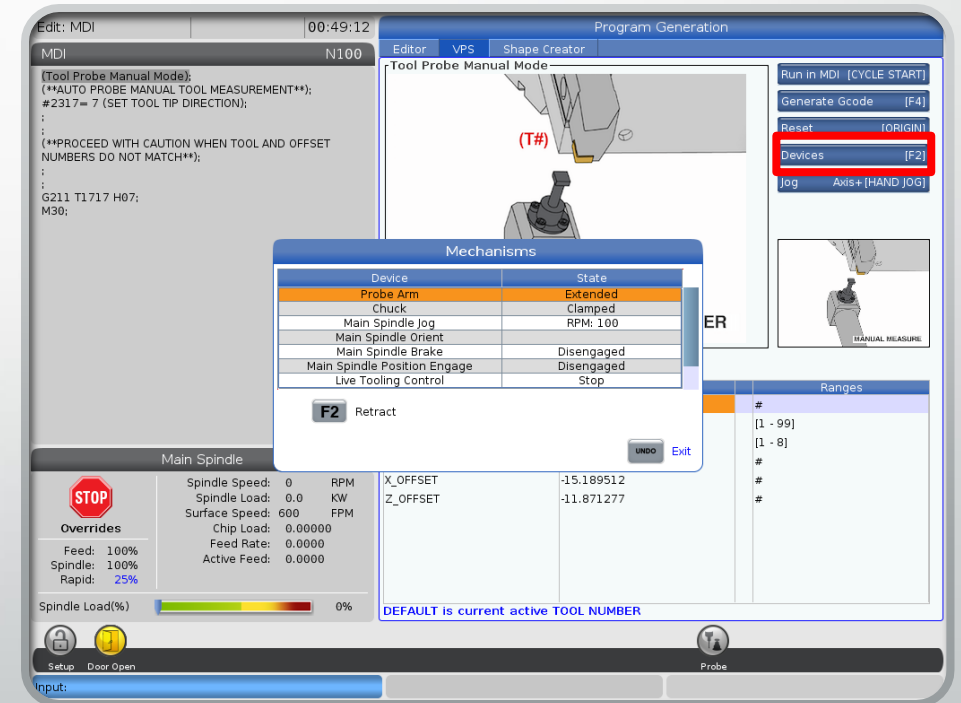 Edit: MDI
00:49:12
Program Generation
MDI
N100
Editor
VPS
Shape Creator
(Tool Probe Manual Mode);
(**AUTO PROBE MANUAL TOOL MEASUREMENT**);
#2317= 7 (SET TOOL TIP DIRECTION);
;
;
(**PROCEED WITH CAUTION WHEN TOOL AND OFFSET
NUMBERS DO NOT MATCH**);
;
;
G211 T1717 H07;
M30;
Tool Probe Manual Mode
(T#)
Run in MDI [CYCLE START]
Generate Gcode [F4]
Reset [ORIGIN]
Devices [F2]
Jog Axis+[HAND JOG]
MANUAL MEASURE
ER
Mechanisms
Device State
Probe Arm Extended
Chuck Clamped
Main Spindle Jog RPM: 100
Main Spindle Orient
Main Spindle Brake Disengaged
Main Spindle Position Engage Disengaged
Live Tooling Control Stop
F2 Retract
UNDO Exit
Ranges
#
[1 - 99]
[1 - 8]
#
X_OFFSET -15.189512 #
Z_OFFSET -11.871277 #
DEFAULT is current active TOOL NUMBER
Main Spindle
STOP
Overrides
Feed: 100%
Spindle: 100%
Rapid: 25%
Spindle Speed: 0 RPM
Spindle Load: 0.0 KW
Surface Speed: 600 FPM
Chip Load: 0.00000
Feed Rate: 0.0000
Active Feed: 0.0000
Spindle Load(%) 0%
Setup
Door Open
Probe
Input: